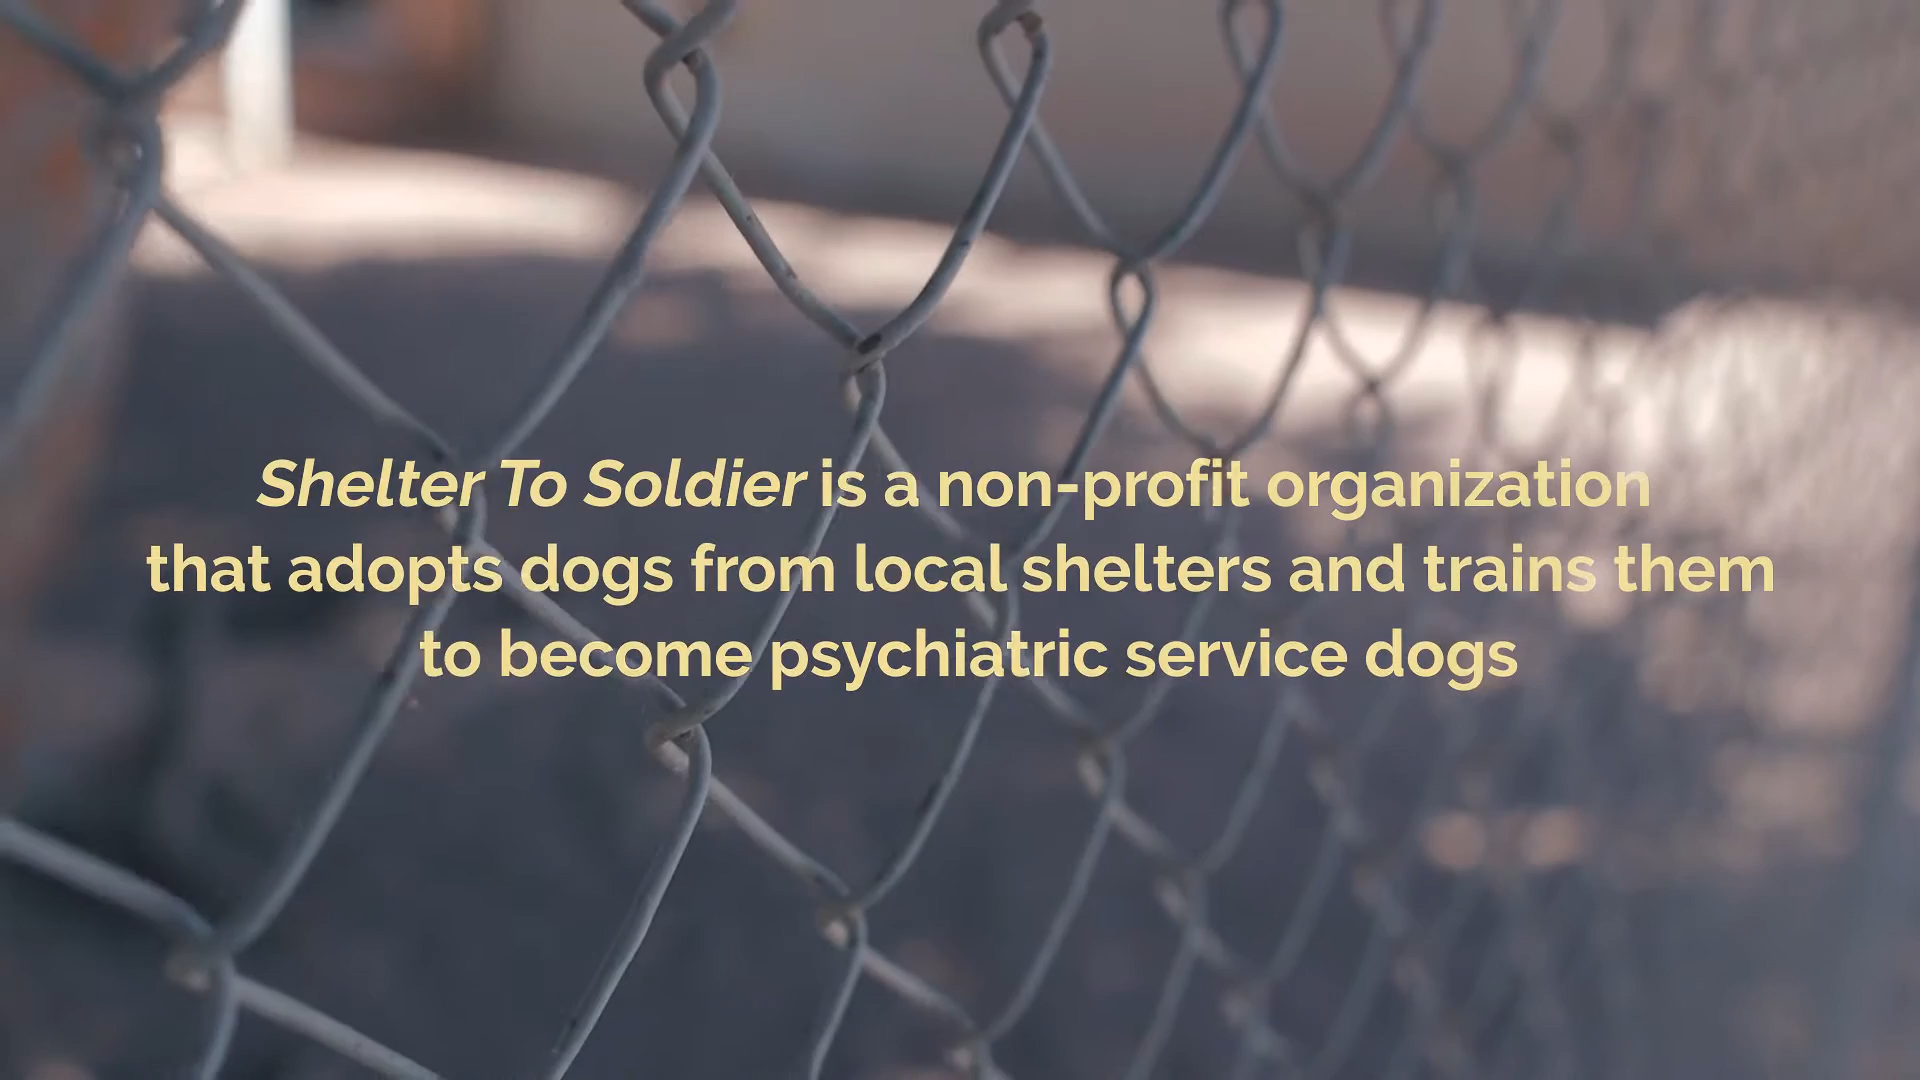 Shelter To Soldier is a non-profit organization
that adopts dogs from local shelters and trains them
to become psychiatric service dogs